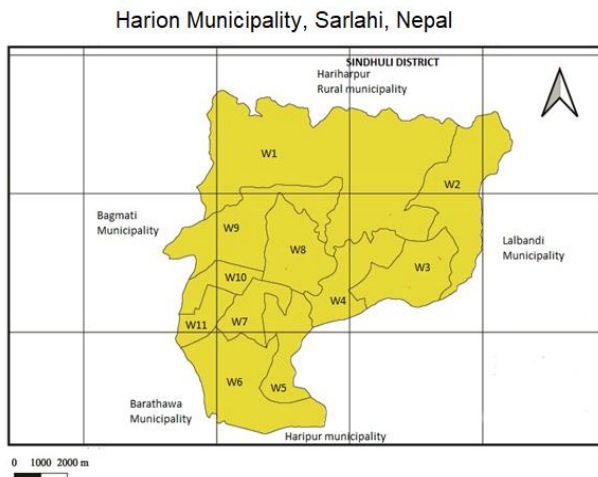 Harion Municipality, Sarlahi, Nepal
SINDHULI DISTRICT
Hariharpur
Rural municipality
W1
W2
Bagmati
Municipality
W9
W8
Lalbandi
Municipality
W3
W10
W4
W11
W7
W6
W5
Barathawa
Municipality
Haripur municipality
0 1000 2000 m